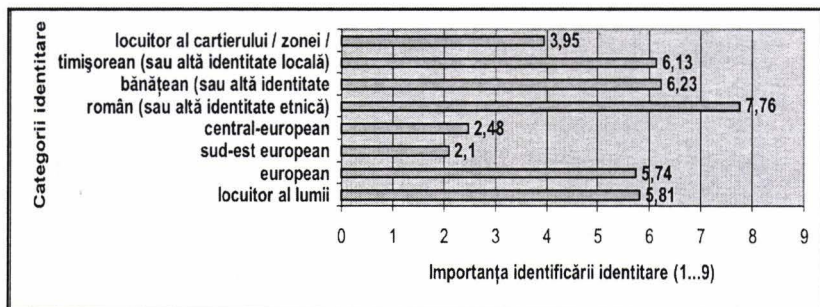 Categorii identitare
locuitor al cartierului / zonei / 3,95
timişorean (sau altă identitate locală) 6,13
bănăţean (sau altă identitate 6,23
român (sau altă identitate etnică) 7,76
central-european 2,48
sud-est european 2,1
european 5,74
locuitor al lumii 5,81
0 1 2 3 4 5 6 7 8 9
Importanţa identificării identitare (1...9)